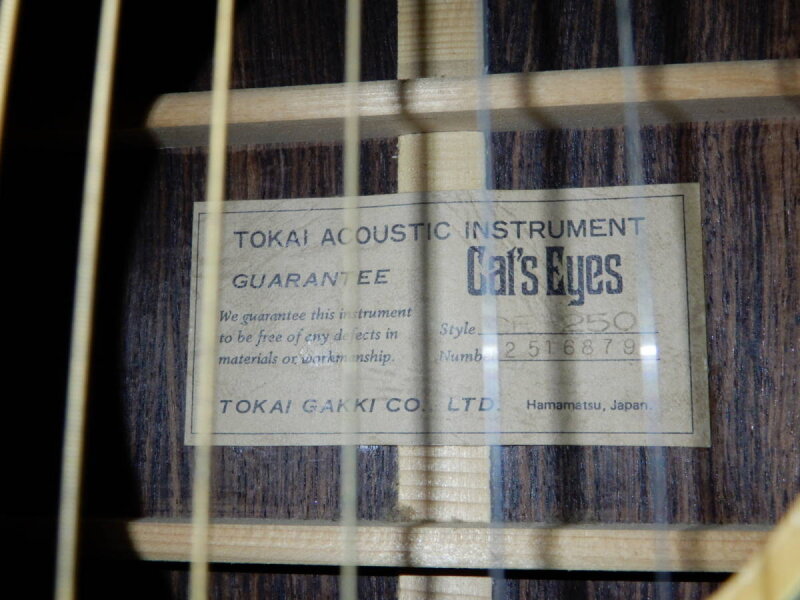 TOKAI ACOUSTIC INSTRUMENT
GUARANTEE
Cat's Eyes
We guarantee this instrument
to be free of any defects in
materials or workmanship.
Style 250
Number 2516879
TOKAI GAKKI CO., LTD. Hamamatsu, Japan.